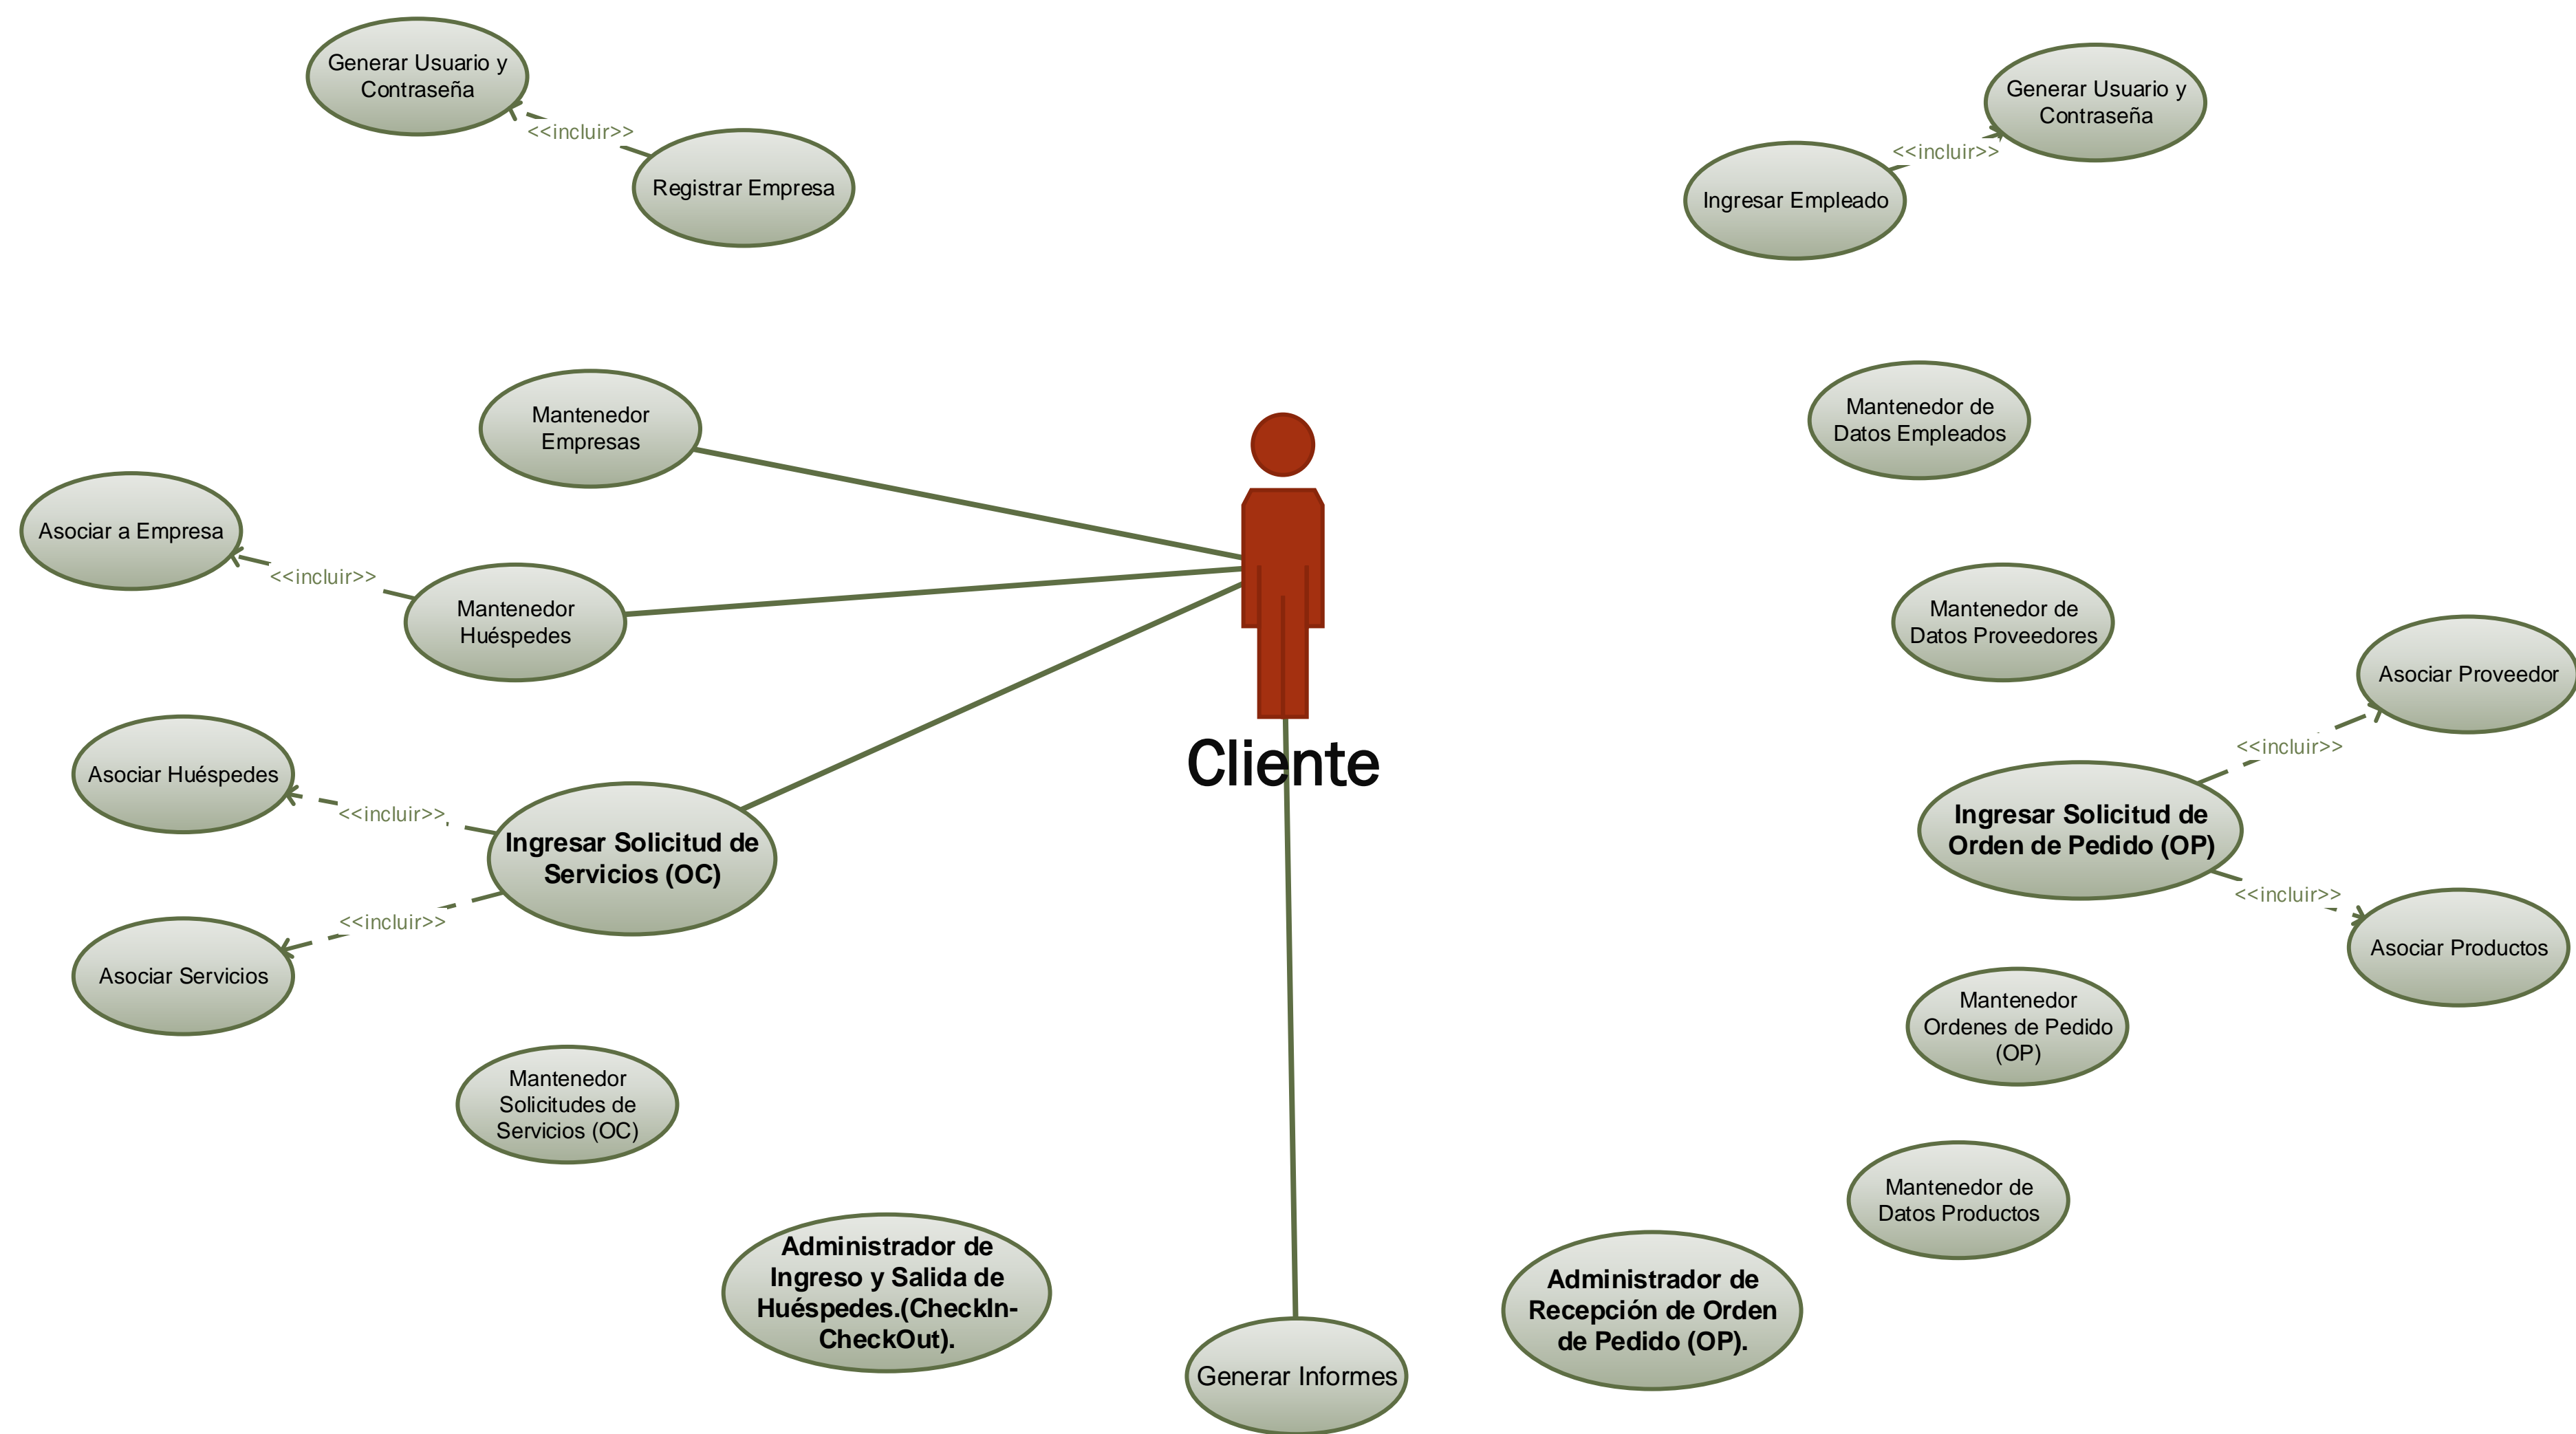 Generar Usuario y
Contraseña
<<incluir>>
Registrar Empresa
Generar Usuario y
Contraseña
<<incluir>>
Ingresar Empleado
Mantenedor
Empresas
Mantenedor de
Datos Empleados
Asociar a Empresa
<<incluir>>
Mantenedor
Huéspedes
Mantenedor de
Datos Proveedores
Cliente
Asociar Proveedor
<<incluir>>
Asociar Huéspedes
<<incluir>>
Ingresar Solicitud de
Servicios (OC)
<<incluir>>
Asociar Servicios
Ingresar Solicitud de
Orden de Pedido (OP)
<<incluir>>
Asociar Productos
Mantenedor
Ordenes de Pedido
(OP)
Mantenedor
Solicitudes de
Servicios (OC)
Mantenedor de
Datos Productos
Administrador de
Ingreso y Salida de
Huéspedes.(CheckIn-
CheckOut).
Administrador de
Recepción de Orden
de Pedido (OP).
Generar Informes